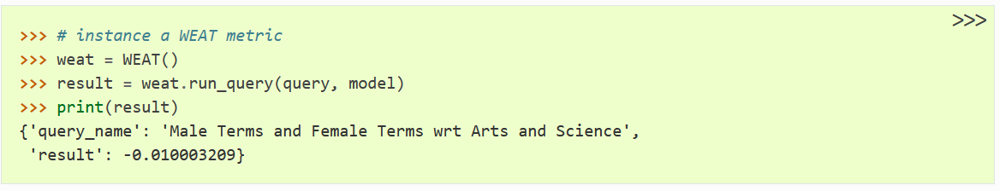 >>>
>>> # instance a WEAT metric
>>> weat = WEAT()
>>> result = weat.run_query(query, model)
>>> print(result)
{'query_name': 'Male Terms and Female Terms wrt Arts and Science',
 'result': -0.010003209}